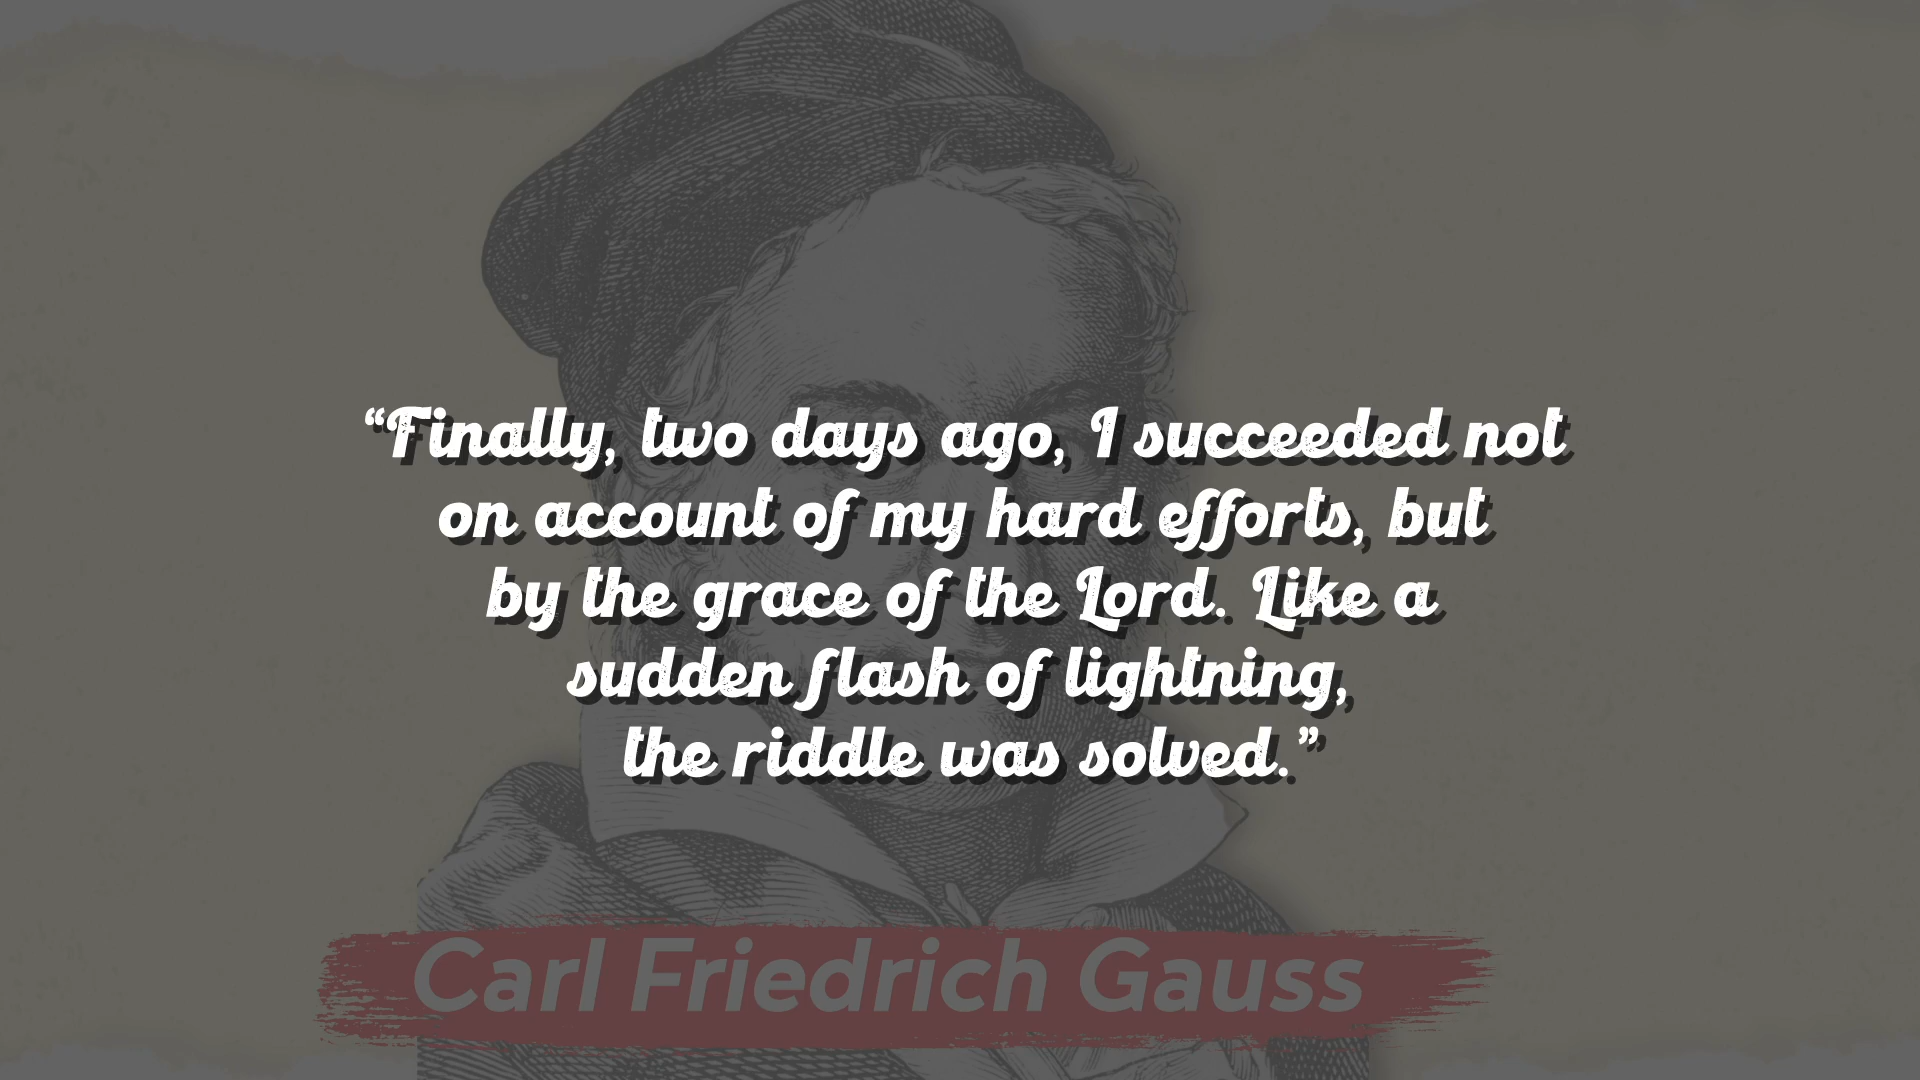 “Finally, two days ago, I succeeded not
on account of my hard efforts, but
by the grace of the Lord. Like a
sudden flash of lightning,
the riddle was solved.”
Carl Friedrich Gauss